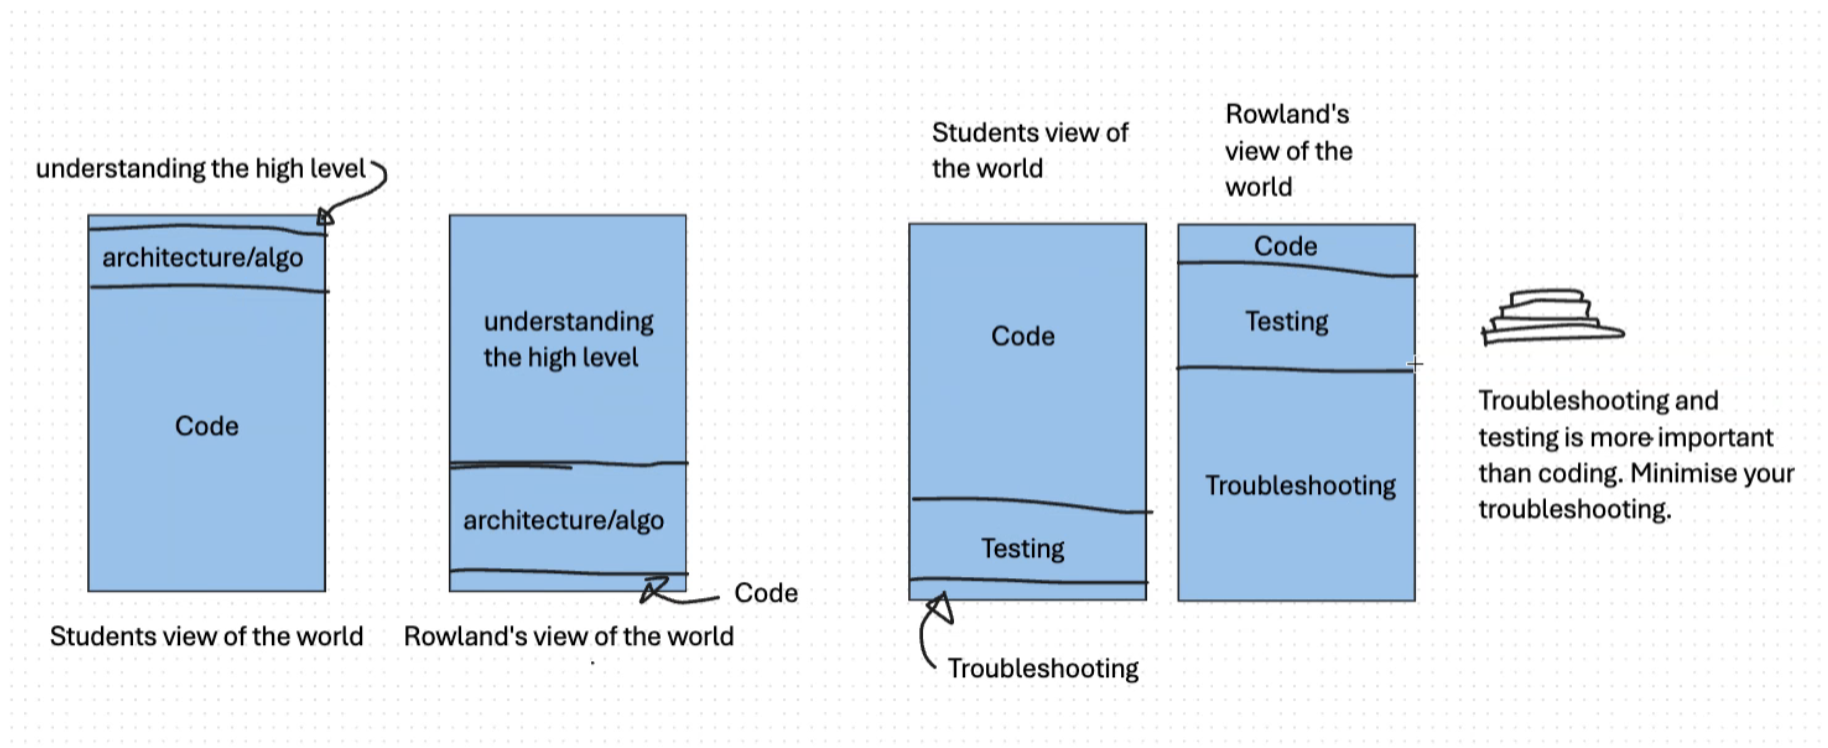 understanding the high level
architecture/algo
Code
Students view of the world
understanding
the high level
architecture/algo
Code
Rowland's view of the world
Students view of
the world
Code
Testing
Troubleshooting
Rowland's
view of the
world
Code
Testing
Troubleshooting
Troubleshooting and
testing is more important
than coding. Minimise your
troubleshooting.